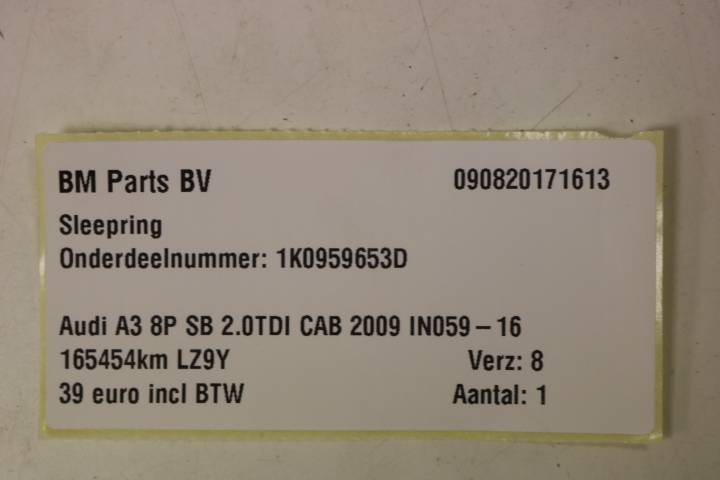 BM Parts BV 090820171613
Sleepring
Onderdeelnummer: 1K0959653D
Audi A3 8P SB 2.0TDI CAB 2009 IN059-16
165454km LZ9Y Verz: 8
39 euro incl BTW Aantal: 1